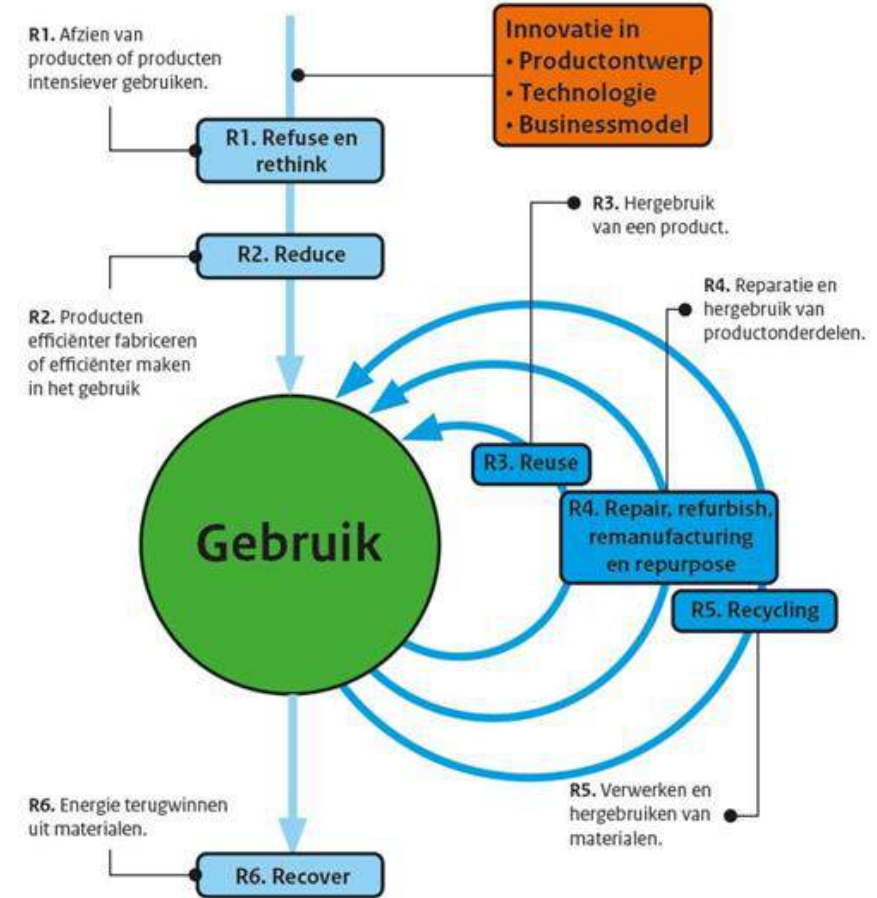 R1. Afzien van
producten of producten
intensiever gebruiken.
Innovatie in
• Productontwerp
• Technologie
• Businessmodel
R1. Refuse en
rethink
R2. Reduce
R3. Hergebruik
van een product.
R4. Reparatie en
hergebruik van
productonderdelen.
R2. Producten
efficiënter fabriceren
of efficiënter maken
in het gebruik
R3. Reuse
Gebruik
R4. Repair, refurbish,
remanufacturing
en repurpose
R5. Recycling
R5. Verwerken en
hergebruiken van
materialen.
R6. Energie terugwinnen
uit materialen.
R6. Recover